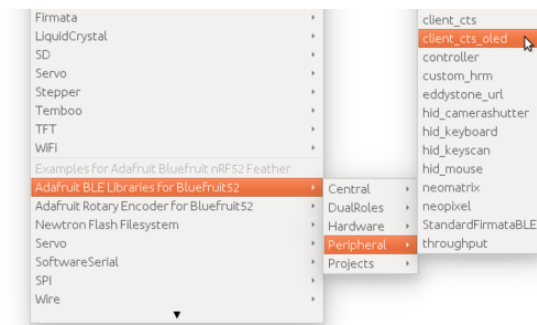 Firmata
LiquidCrystal
SD
Servo
Stepper
Temboo
TFT
WiFi
Examples for Adafruit Bluefruit nRF52 Feather
Adafruit BLE Libraries for Bluefruit52
Adafruit Rotary Encoder for Bluefruit52
Newtron Flash Filesystem
Servo
SoftwareSerial
SPI
Wire
Central
DualRoles
Hardware
Peripheral
Projects
client_cts
client_cts_oled
controller
custom_hrm
eddystone_url
hid_camerashutter
hid_keyboard
hid_keyscan
hid_mouse
neomatrix
neopixel
StandardFirmataBLE
throughput